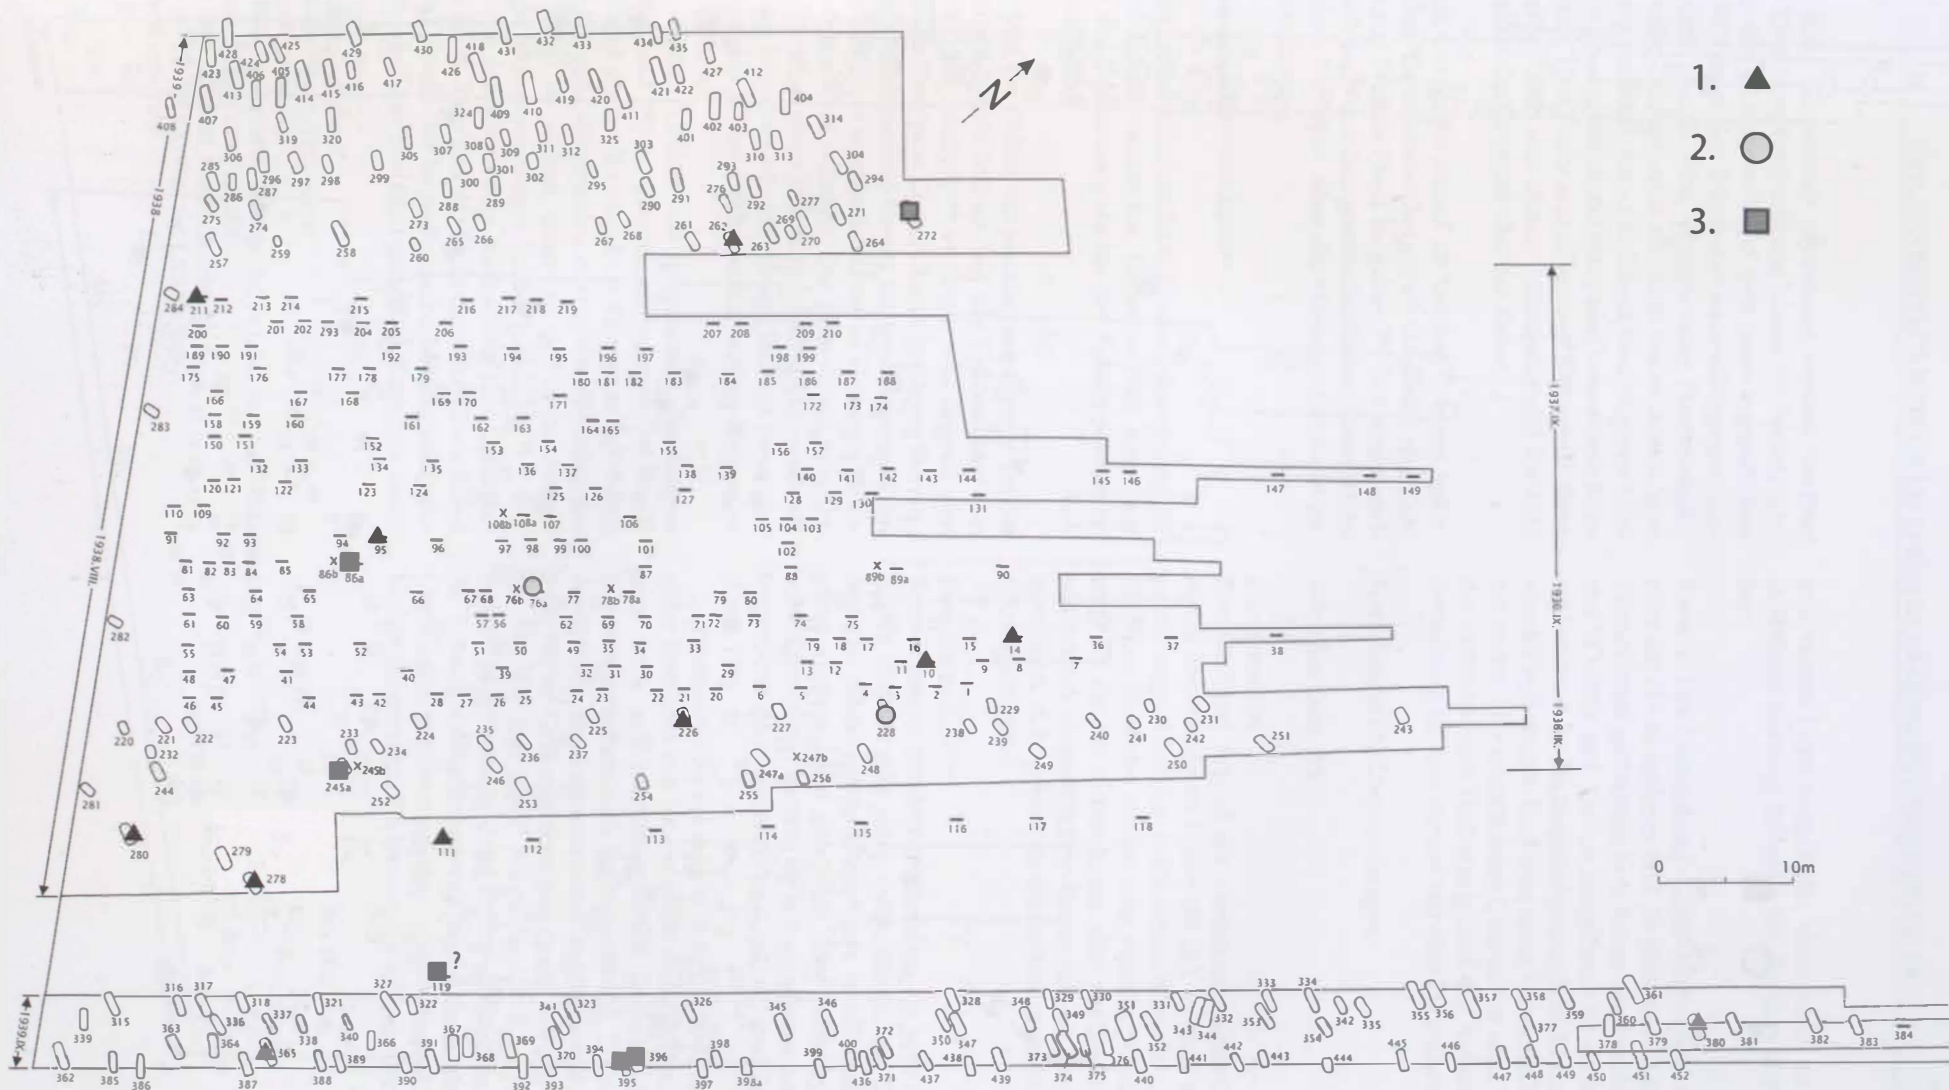 1.
2.
3.
N
1939.
1938
1938.VIII.
1939.IX.
1937.IX.
1938.IX.
0 10m
428 424 425 429 430 418 431 432 433 434 435
423 406 405 426 427
413 414 415 416 417 421 422 412
407 409 410 419 420 411 402 403 404
408 319 320 324 325 401 314
306 305 307 308 309 311 312 303 310 313
285 296 297 298 299 300 301 302 295 293 304
286 287 288 289 290 291 276 292 277 294
275 274 273 265 266 267 268 261 262 269 271 272
257 259 258 260 263 270 264
284 211 212 213 214 215 216 217 218 219
200 201 202 293 204 205 206 207 208 209 210
189 190 191 192 193 194 195 196 197 198 199
175 176 177 178 179 180 181 182 183 184 185 186 187 188
166 167 168 169 170 171 172 173 174
283 158 159 160 161 162 163 164 165
150 151 152 153 154 155 156 157
132 133 134 135 136 137 138 139 140 141 142 143 144 145 146 147 148 149
120 121 122 123 124 125 126 127 128 129 130 131
110 109 108b 108a 107 106 105 104 103
91 92 93 94 95 96 97 98 99 100 101 102
81 82 83 84 85 86b 86a 87 88 89b 89a 90
63 64 65 66 67 68 76b 76a 77 78b 78a 79 80
282 61 60 59 58 57 56 62 69 70 71 72 73 74 75
55 54 53 52 51 50 49 35 34 33 19 18 17 16 15 14 36 37 38
48 47 41 40 39 32 31 30 29 13 12 11 10 9 8 7
46 45 44 43 42 28 27 26 25 24 23 22 21 20 6 5 4 2 1
220 221 222 223 224 225 226 227 228 229 230 231
232 233 234 235 236 237 238 239 240 241 242 251 243
244 245b 246 247a 247b 248 249 250
281 245a 252 253 254 255 256
280 279 278 111 112 113 114 115 116 117 118
?
119
316 317 318 321 327 322 341 323 326 345 346 328 348 329 330 351 331 333 334 355 356 357 358 359 361
315 336 337 338 340 349 343 344 332 353 342 335 360
339 363 364 365 366 367 368 369 370 372 350 347 352 354 377 378 379 380 381 382 383 384
362 385 386 387 388 389 390 391 392 393 394 395 396 397 398 398a 399 400 436 371 437 438 439 373 374 375 376 440 441 442 443 444 445 446 447 448 449 450 451 452